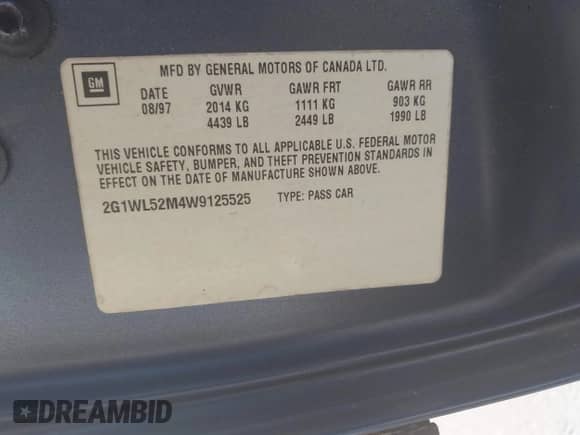 GM
MFD BY GENERAL MOTORS OF CANADA LTD.
DATE GVWR GAWR FRT GAWR RR
08/97 2014 KG 1111 KG 903 KG
4439 LB 2449 LB 1990 LB
THIS VEHICLE CONFORMS TO ALL APPLICABLE U.S. FEDERAL MOTOR
VEHICLE SAFETY, BUMPER, AND THEFT PREVENTION STANDARDS IN
EFFECT ON THE DATE OF MANUFACTURE SHOWN ABOVE.
2G1WL52M4W9125525 TYPE: PASS CAR
DREAMBID